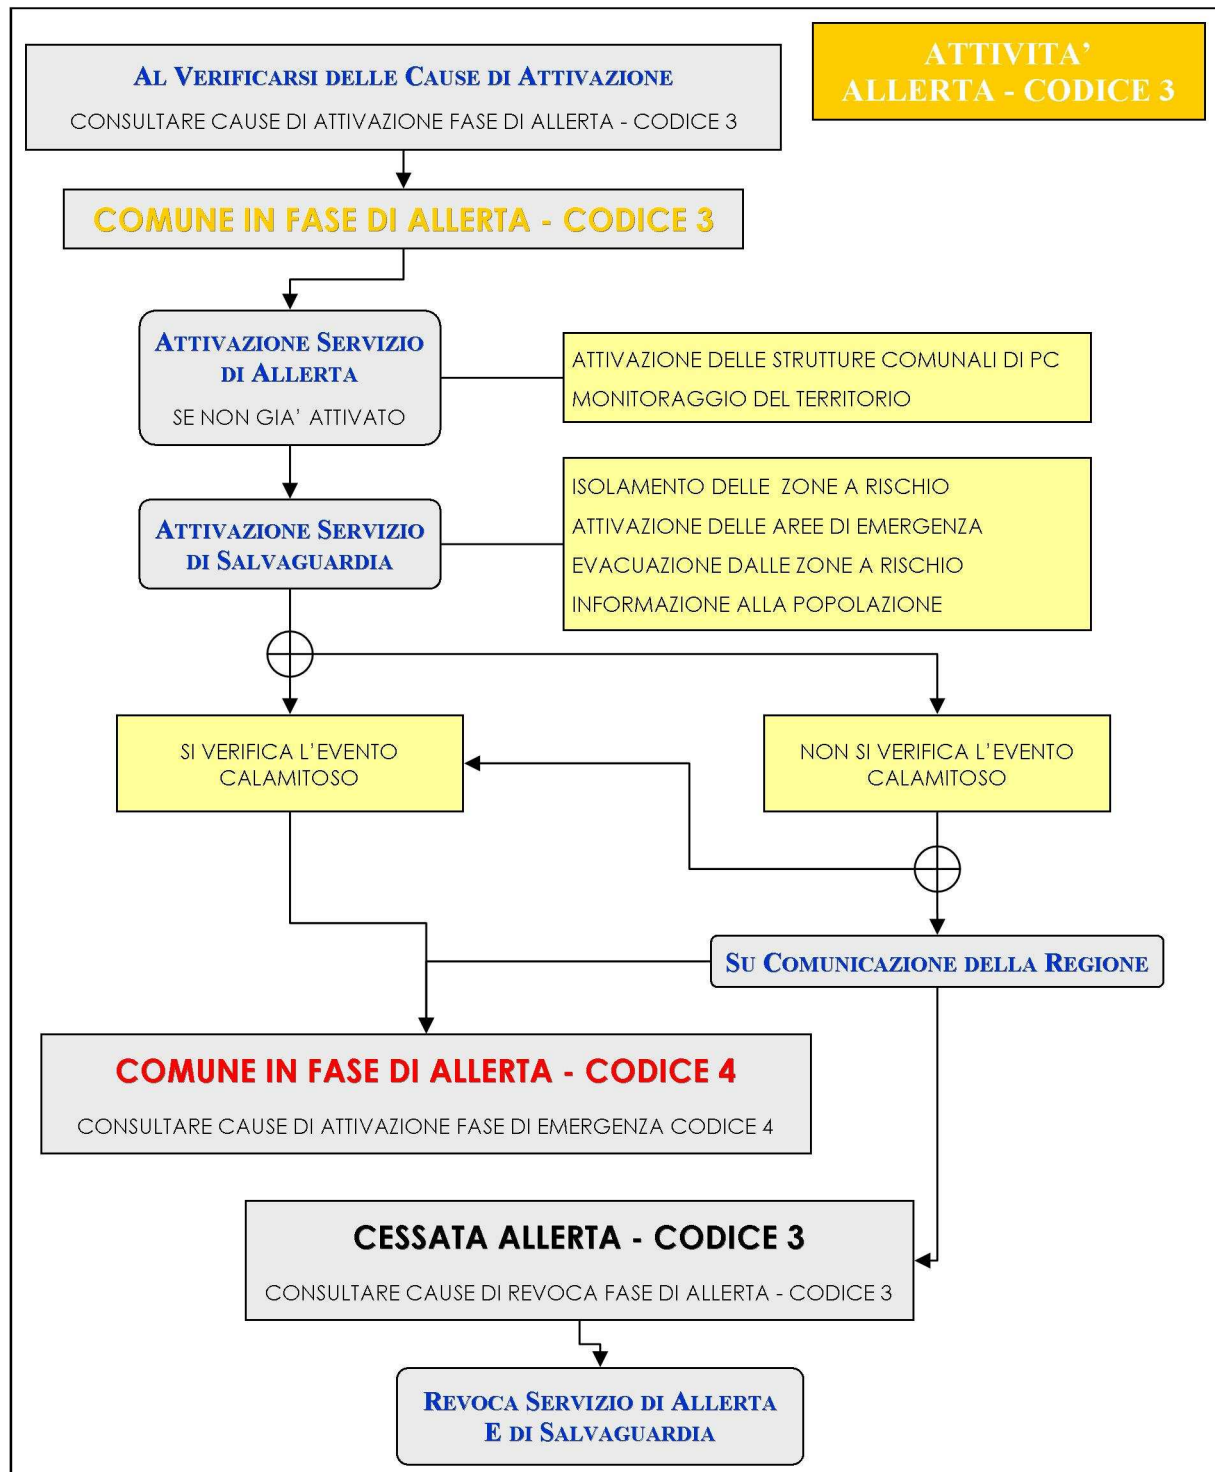 ATTIVITA'
ALLERTA - CODICE 3
AL VERIFICARSI DELLE CAUSE DI ATTIVAZIONE
CONSULTARE CAUSE DI ATTIVAZIONE FASE DI ALLERTA - CODICE 3
COMUNE IN FASE DI ALLERTA - CODICE 3
ATTIVAZIONE SERVIZIO
DI ALLERTA
SE NON GIA' ATTIVATO
ATTIVAZIONE DELLE STRUTTURE COMUNALI DI PC
MONITORAGGIO DEL TERRITORIO
ATTIVAZIONE SERVIZIO
DI SALVAGUARDIA
ISOLAMENTO DELLE ZONE A RISCHIO
ATTIVAZIONE DELLE AREE DI EMERGENZA
EVACUAZIONE DALLE ZONE A RISCHIO
INFORMAZIONE ALLA POPOLAZIONE
SI VERIFICA L'EVENTO
CALAMITOSO
NON SI VERIFICA L'EVENTO
CALAMITOSO
SU COMUNICAZIONE DELLA REGIONE
COMUNE IN FASE DI ALLERTA - CODICE 4
CONSULTARE CAUSE DI ATTIVAZIONE FASE DI EMERGENZA CODICE 4
CESSATA ALLERTA - CODICE 3
CONSULTARE CAUSE DI REVOCA FASE DI ALLERTA - CODICE 3
REVOCA SERVIZIO DI ALLERTA
E DI SALVAGUARDIA